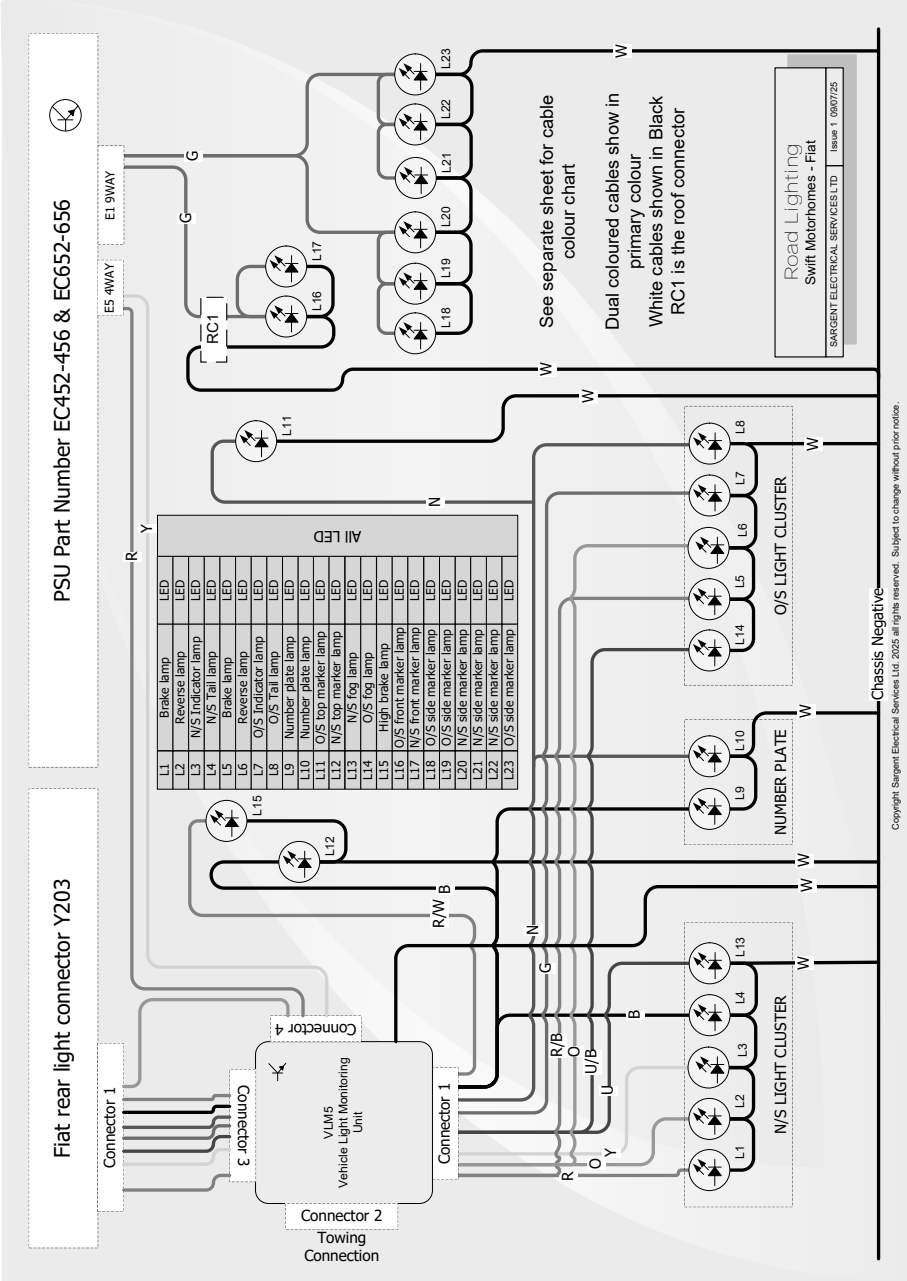 Fiat rear light connector Y203
PSU Part Number EC452-456 & EC652-656
Connector 1
E5 4WAY
E1 9WAY
R
Y
G
G
RC1
L17
L16
L23
L22
L21
L20
L19
L18
W
Connector 4
Connector 3
VLM5
Vehicle Light Monitoring
Unit
Connector 2
Towing
Connection
Connector 1
L15
L12
R/W
B
L11
N
L1 Brake lamp LED
L2 Reverse lamp LED
L3 N/S Indicator lamp LED
L4 N/S Tail lamp LED
L5 Brake lamp LED
L6 Reverse lamp LED
L7 O/S Indicator lamp LED
L8 O/S Tail lamp LED
L9 Number plate lamp LED
L10 Number plate lamp LED
L11 O/S top marker lamp LED
L12 N/S top marker lamp LED
L13 N/S fog lamp LED
L14 O/S fog lamp LED
L15 High brake lamp LED
L16 O/S front marker lamp LED
L17 N/S front marker lamp LED
L18 O/S side marker lamp LED
L19 O/S side marker lamp LED
L20 N/S side marker lamp LED
L21 N/S side marker lamp LED
L22 N/S side marker lamp LED
L23 O/S side marker lamp LED
All LED
See separate sheet for cable
colour chart
Dual coloured cables show in
primary colour
White cables shown in Black
RC1 is the roof connector
W
W
N
G
R/B
O
U/B
U
Y
O
R
B
L1
L2
L3
L4
L13
N/S LIGHT CLUSTER
W
W
W
L9
L10
NUMBER PLATE
W
L14
L5
L6
L7
L8
O/S LIGHT CLUSTER
W
Road Lighting
Swift Motorhomes - Fiat
SARGENT ELECTRICAL SERVICES LTD
Issue 1 09/07/25
Chassis Negative
Copyright Sargent Electrical Services Ltd. 2025 all rights reserved. Subject to change without prior notice.